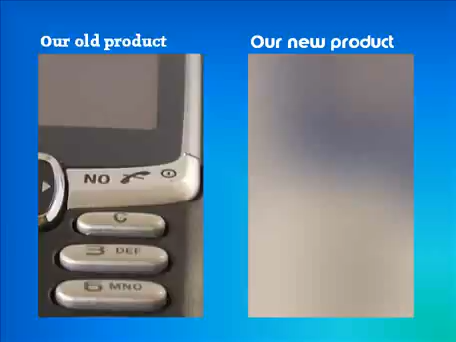 Our old product
Our new product
NO
C
3 DEF
6 MNO